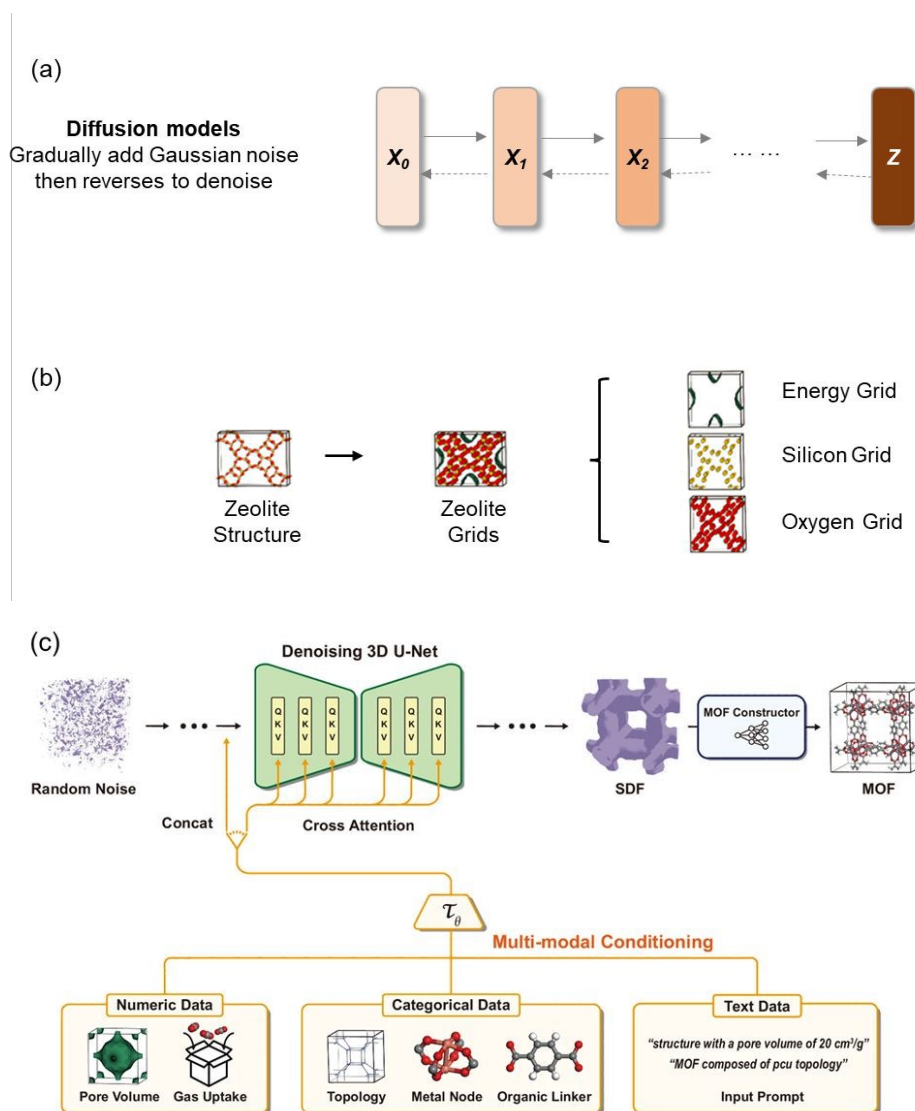 (a)
Diffusion models
Gradually add Gaussian noise
then reverses to denoise
X0
X1
X2
... ...
Z
(b)
Zeolite
Structure
Zeolite
Grids
Energy Grid
Silicon Grid
Oxygen Grid
(c)
Denoising 3D U-Net
Q K V
Q K V
Q K V
Q K V
Q K V
Q K V
MOF Constructor
Random Noise
SDF
MOF
Concat
Cross Attention
τθ
Multi-modal Conditioning
Numeric Data
Pore Volume
Gas Uptake
Categorical Data
Topology
Metal Node
Organic Linker
Text Data
“structure with a pore volume of 20 cm³/g”
“MOF composed of pcu topology”
Input Prompt